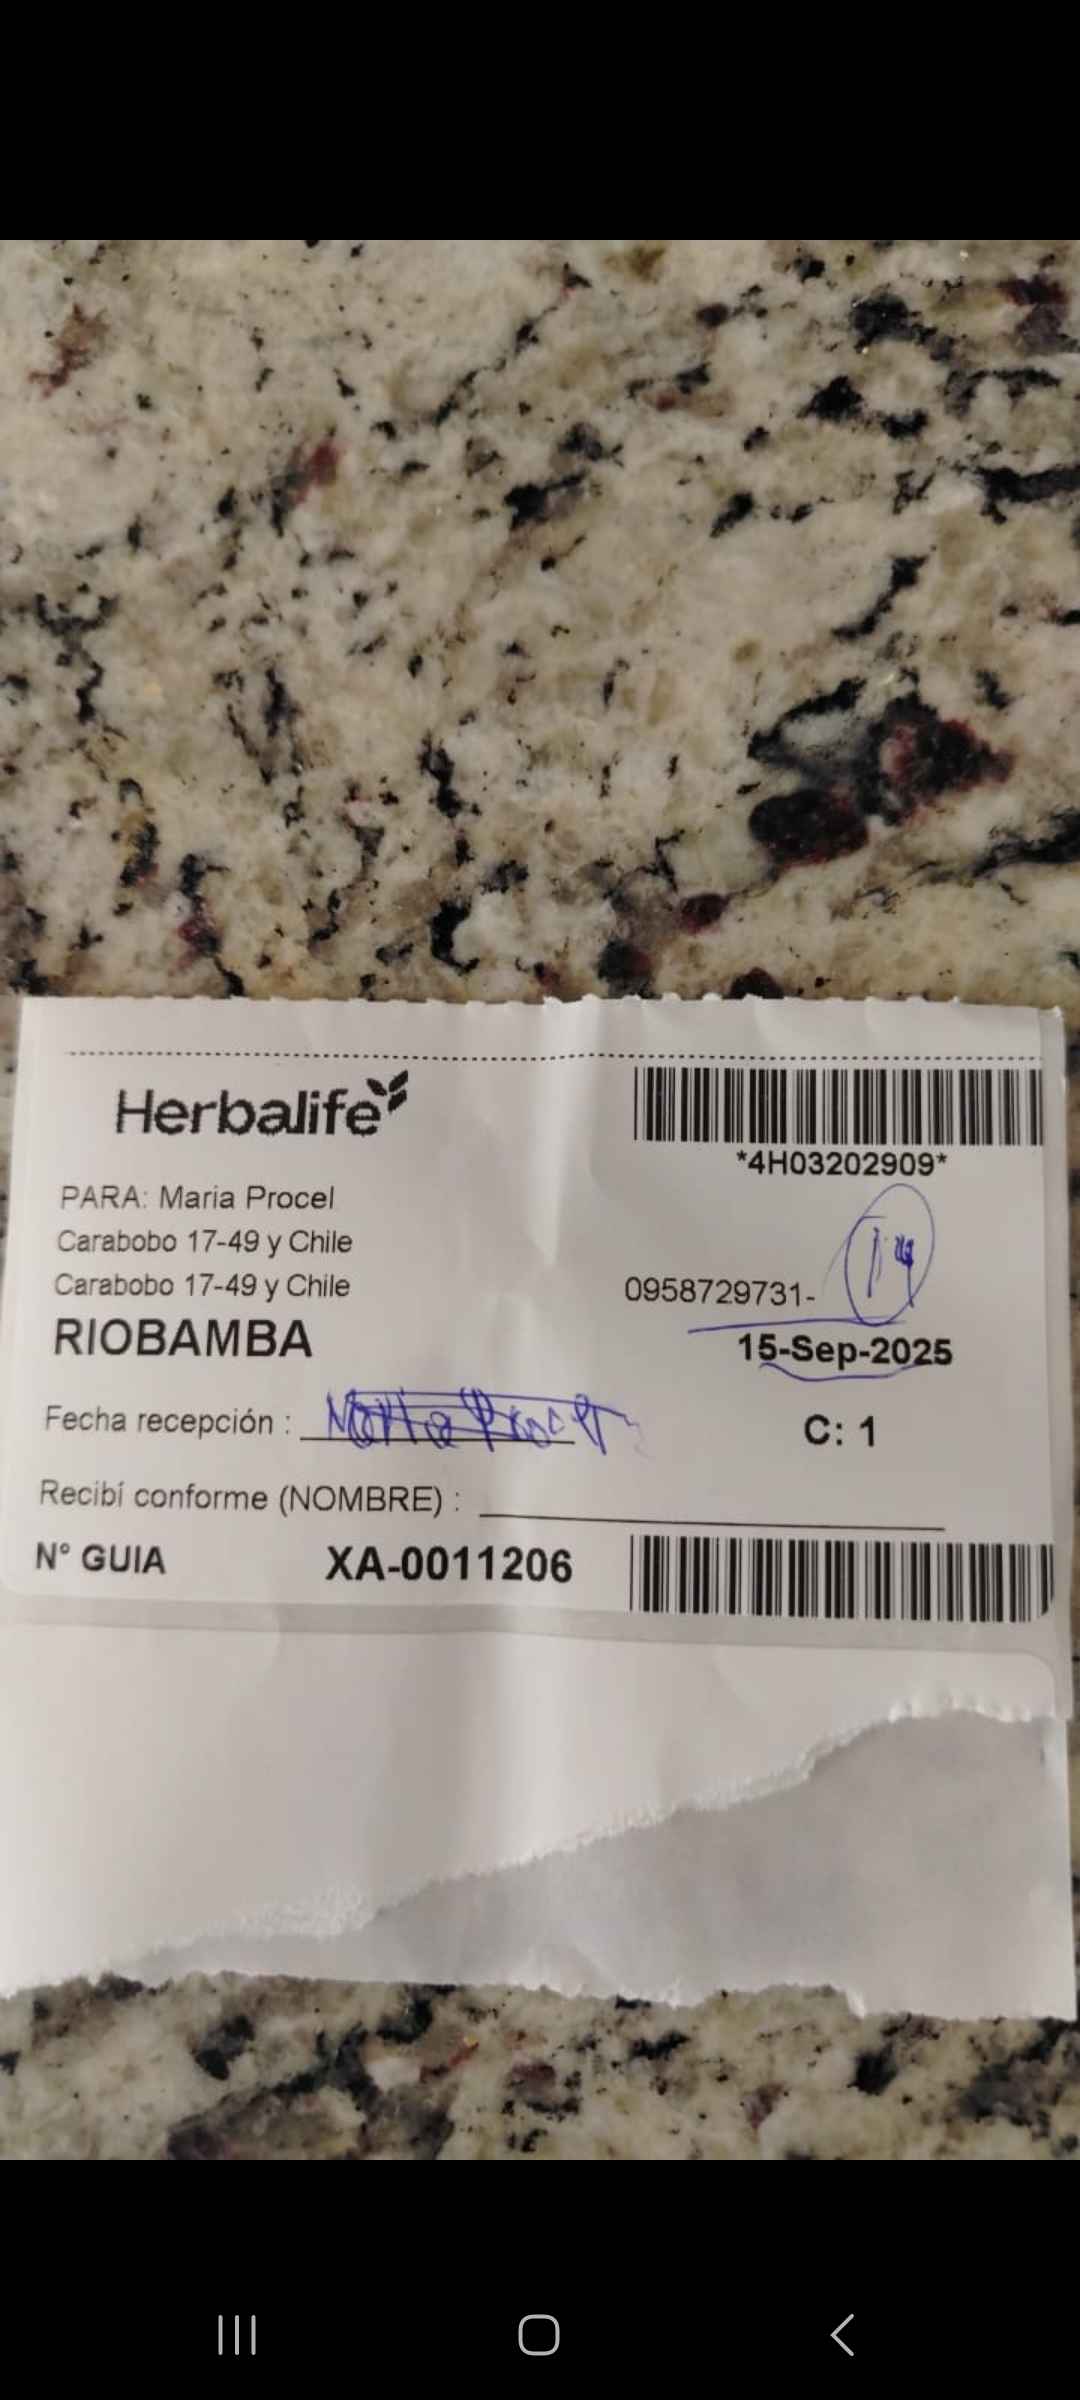 Herbalife
*4H03202909*
PARA: Maria Procel
Carabobo 17-49 y Chile
Carabobo 17-49 y Chile
0958729731-
RIOBAMBA
15-Sep-2025
Fecha recepción :
C: 1
Recibí conforme (NOMBRE) :
N° GUIA XA-0011206